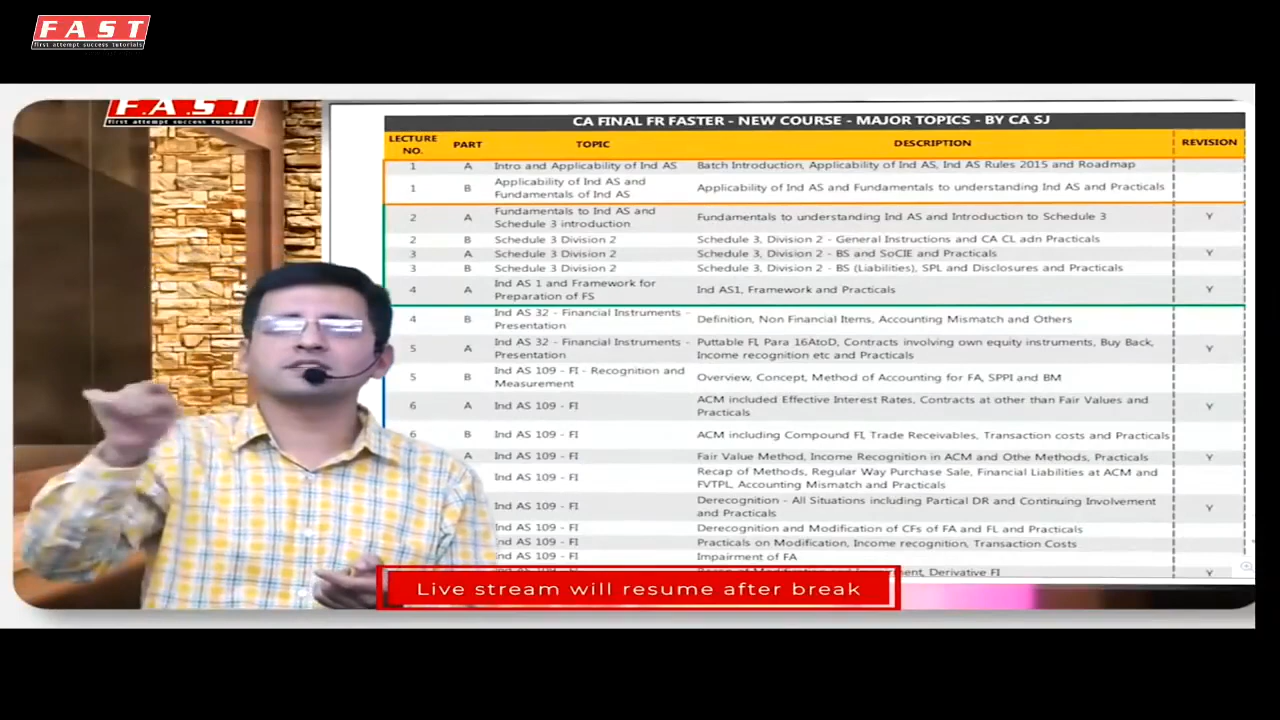 FAST
first attempt success tutorials
F.A.S.T
first attempt success tutorials
CA FINAL FR FASTER - NEW COURSE - MAJOR TOPICS - BY CA SJ
LECTURE NO. PART TOPIC DESCRIPTION REVISION
1 A Intro and Applicability of Ind AS Batch Introduction, Applicability of Ind AS, Ind AS Rules 2015 and Roadmap
1 B Applicability of Ind AS and Fundamentals of Ind AS Applicability of Ind AS and Fundamentals to understanding Ind AS and Practicals
2 A Fundamentals to Ind AS and Schedule 3 introduction Fundamentals to understanding Ind AS and Introduction to Schedule 3 Y
2 B Schedule 3 Division 2 Schedule 3, Division 2 - General Instructions and CA CL adn Practicals
3 A Schedule 3 Division 2 Schedule 3, Division 2 - BS and SoCIE and Practicals Y
3 B Schedule 3 Division 2 Schedule 3, Division 2 - BS (Liabilities), SPL and Disclosures and Practicals
4 A Ind AS 1 and Framework for Preparation of FS Ind AS1, Framework and Practicals Y
4 B Ind AS 32 - Financial Instruments - Presentation Definition, Non Financial Items, Accounting Mismatch and Others
5 A Ind AS 32 - Financial Instruments - Presentation Puttable FI, Para 16AtoD, Contracts involving own equity instruments, Buy Back, Income recognition etc and Practicals Y
5 B Ind AS 109 - FI - Recognition and Measurement Overview, Concept, Method of Accounting for FA, SPPI and BM
6 A Ind AS 109 - FI ACM included Effective Interest Rates, Contracts at other than Fair Values and Practicals Y
6 B Ind AS 109 - FI ACM including Compound FI, Trade Receivables, Transaction costs and Practicals
A Ind AS 109 - FI Fair Value Method, Income Recognition in ACM and Othe Methods, Practicals Y
Ind AS 109 - FI Recap of Methods, Regular Way Purchase Sale, Financial Liabilities at ACM and FVTPL, Accounting Mismatch and Practicals
Ind AS 109 - FI Derecognition - All Situations including Partical DR and Continuing Involvement and Practicals Y
Ind AS 109 - FI Derecognition and Modification of CFs of FA and FL and Practicals
Ind AS 109 - FI Practicals on Modification, Income recognition, Transaction Costs
Ind AS 109 - FI Impairment of FA
Derivative FI Y
Live stream will resume after break